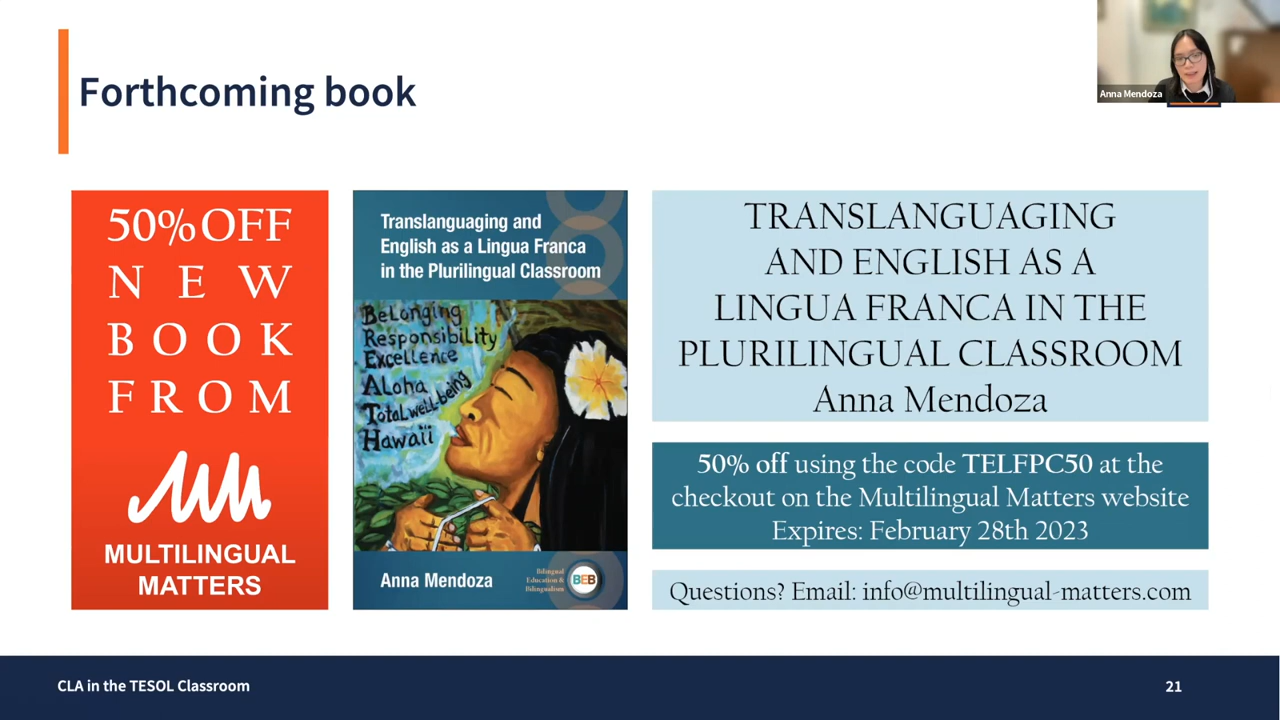 Forthcoming book
Anna Mendoza
50% OFF
NEW
BOOK
FROM
MULTILINGUAL
MATTERS
Translanguaging and
English as a Lingua Franca
in the Plurilingual Classroom
Belonging
Responsibility
Excellence
Aloha
Total well-being
Hawaii
Anna Mendoza
Bilingual
Education &
Bilingualism
BEB
TRANSLANGUAGING
AND ENGLISH AS A
LINGUA FRANCA IN THE
PLURILINGUAL CLASSROOM
Anna Mendoza
50% off using the code TELFPC50 at the
checkout on the Multilingual Matters website
Expires: February 28th 2023
Questions? Email: info@multilingual-matters.com
CLA in the TESOL Classroom
21